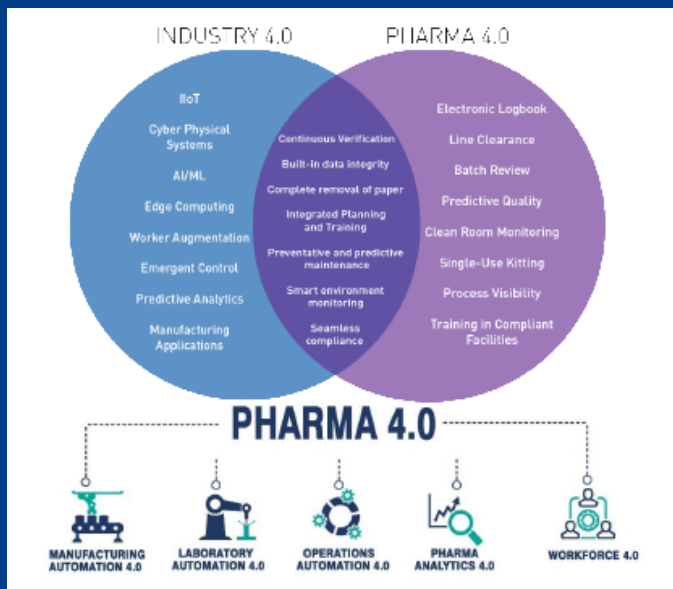 INDUSTRY 4.0
PHARMA 4.0
IIoT
Cyber Physical
Systems
AI/ML
Edge Computing
Worker Augmentation
Emergent Control
Predictive Analytics
Manufacturing
Applications
Continuous Verification
Built-in data integrity
Complete removal of paper
Integrated Planning
and Training
Preventative and predictive
maintenance
Smart environment
monitoring
Seamless
compliance
Electronic Logbook
Line Clearance
Batch Review
Predictive Quality
Clean Room Monitoring
Single-Use Kitting
Process Visibility
Training in Compliant
Facilities
PHARMA 4.0
MANUFACTURING
AUTOMATION 4.0
LABORATORY
AUTOMATION 4.0
OPERATIONS
AUTOMATION 4.0
PHARMA
ANALYTICS 4.0
WORKFORCE 4.0